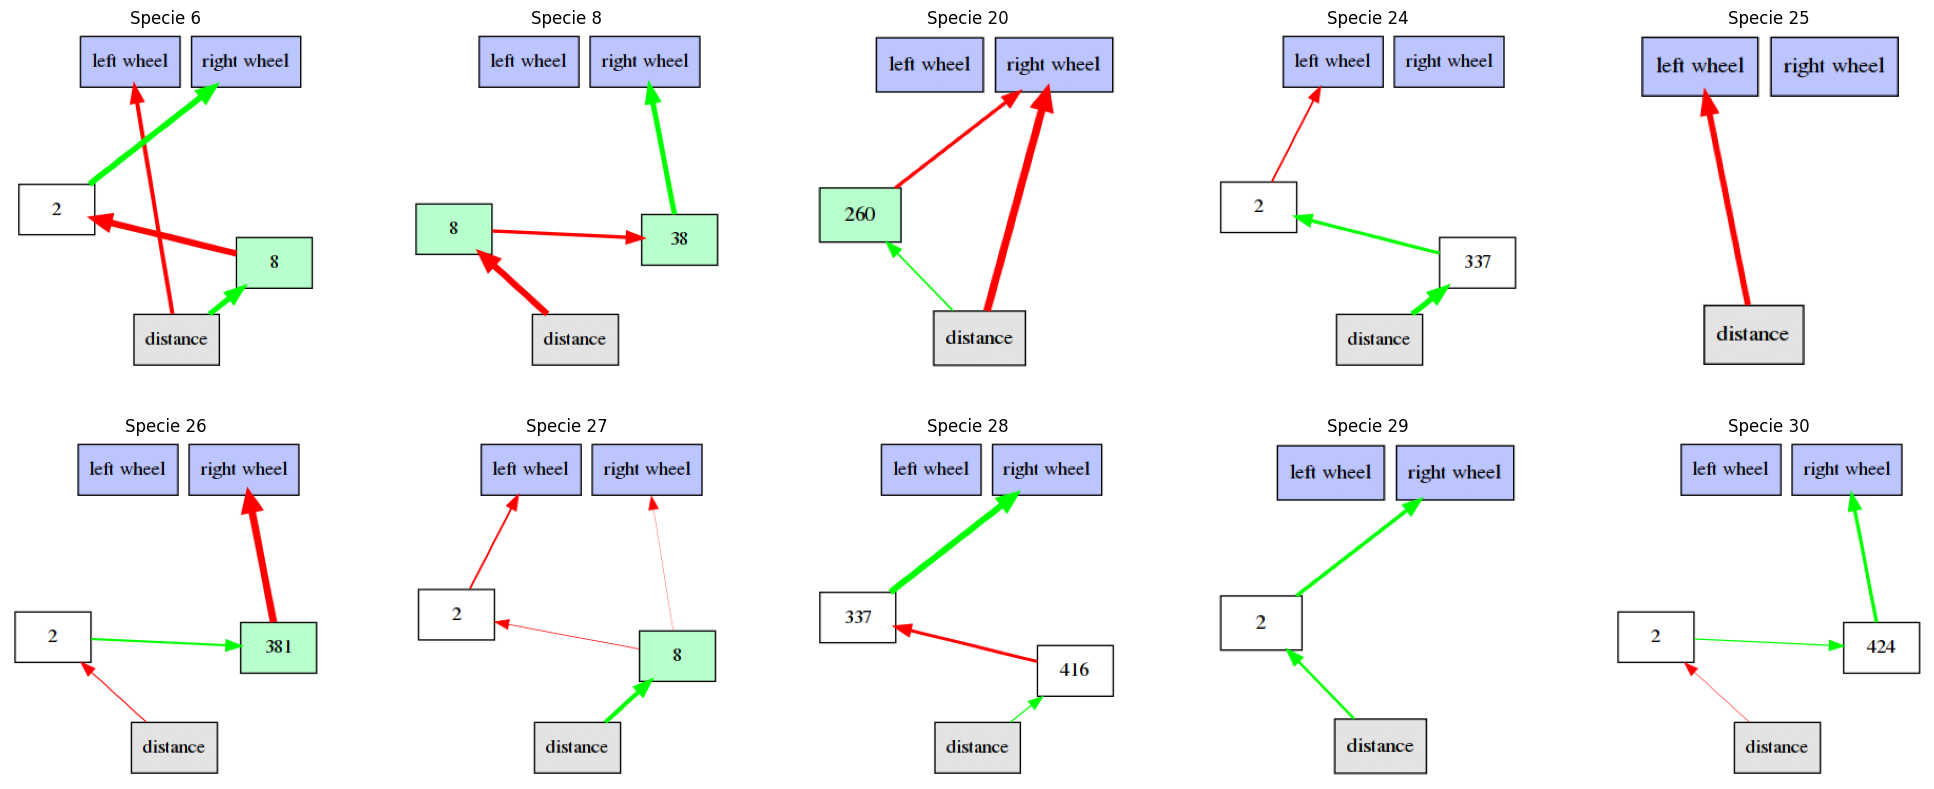 Specie 6
left wheel right wheel
2
8
distance
Specie 8
left wheel right wheel
8
38
distance
Specie 20
left wheel right wheel
260
distance
Specie 24
left wheel right wheel
2
337
distance
Specie 25
left wheel right wheel
distance
Specie 26
left wheel right wheel
2
381
distance
Specie 27
left wheel right wheel
2
8
distance
Specie 28
left wheel right wheel
337
416
distance
Specie 29
left wheel right wheel
2
distance
Specie 30
left wheel right wheel
2
424
distance